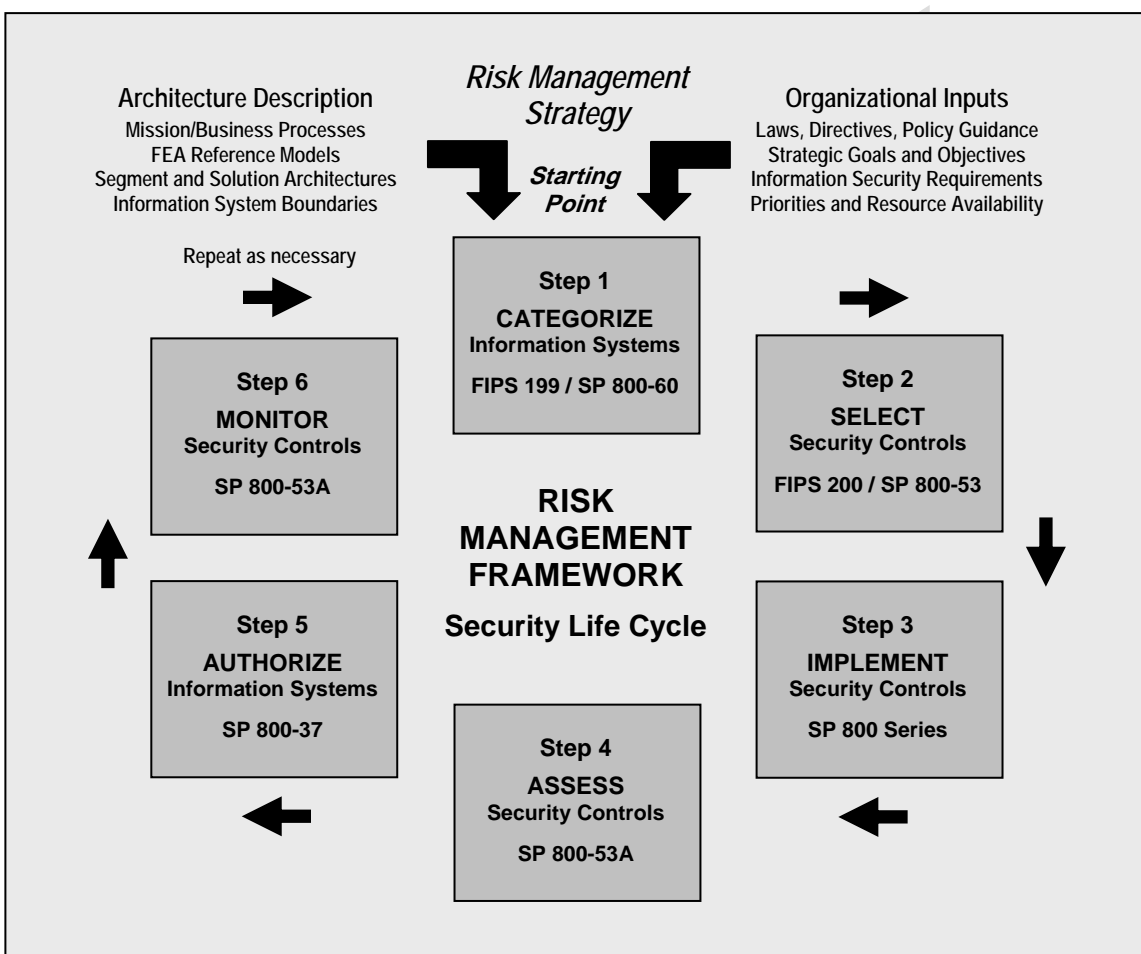 Risk Management
Strategy
Architecture Description
Mission/Business Processes
FEA Reference Models
Segment and Solution Architectures
Information System Boundaries
Organizational Inputs
Laws, Directives, Policy Guidance
Strategic Goals and Objectives
Information Security Requirements
Priorities and Resource Availability
Starting
Point
Repeat as necessary
Step 1
CATEGORIZE
Information Systems
FIPS 199 / SP 800-60
Step 2
SELECT
Security Controls
FIPS 200 / SP 800-53
Step 3
IMPLEMENT
Security Controls
SP 800 Series
Step 4
ASSESS
Security Controls
SP 800-53A
Step 5
AUTHORIZE
Information Systems
SP 800-37
Step 6
MONITOR
Security Controls
SP 800-53A
RISK
MANAGEMENT
FRAMEWORK
Security Life Cycle